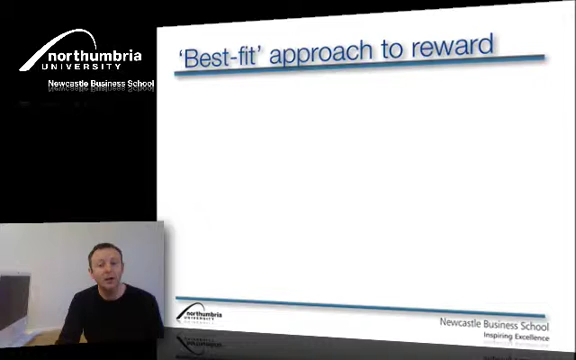 northumbria
UNIVERSITY
Newcastle Business School
'Best-fit' approach to reward
northumbria
UNIVERSITY
Newcastle Business School
Inspiring Excellence